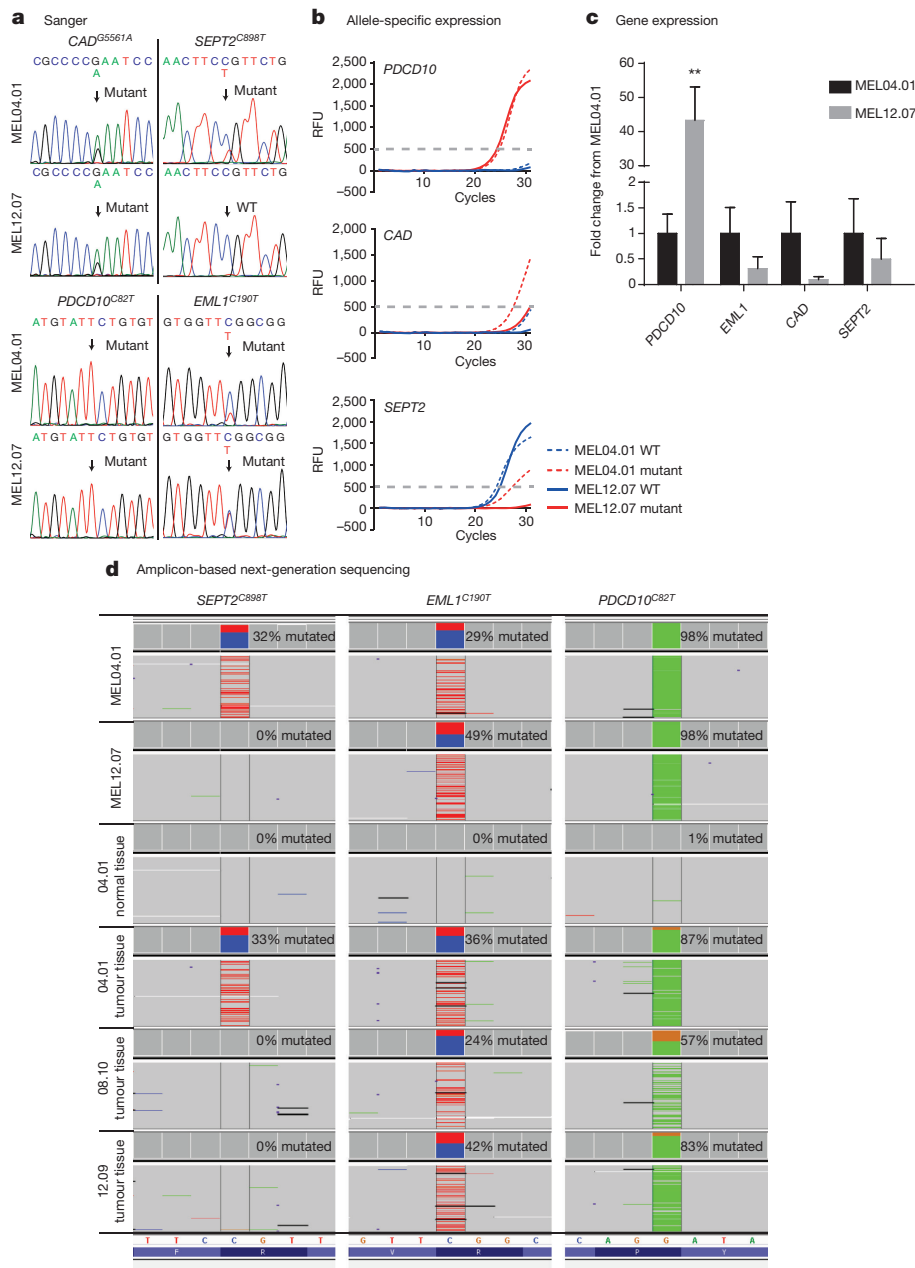 a Sanger
CAD^G5561A SEPT2^C898T
MEL04.01
CGCCCCGAATCC AACTTCCGTTCTG
A T
Mutant Mutant
MEL12.07
CGCCCCGAATCC AACTTCCGTTCTG
A
Mutant WT
PDCD10^C82T EML1^C190T
MEL04.01
ATGTATTCTGTGT GTGGTTCGGCGG
T
Mutant Mutant
MEL12.07
ATGTATTCTGTGT GTGGTTCGGCGG
T
Mutant Mutant
b Allele-specific expression
PDCD10
RFU
2,500
2,000
1,500
1,000
500
0
–500
10 20 30
Cycles
CAD
RFU
2,500
2,000
1,500
1,000
500
0
–500
10 20 30
Cycles
SEPT2
RFU
2,500
2,000
1,500
1,000
500
0
–500
10 20 30
Cycles
MEL04.01 WT
MEL04.01 mutant
MEL12.07 WT
MEL12.07 mutant
c Gene expression
Fold change from MEL04.01
60
50
40
30
1.5
1.0
0.5
0
**
MEL04.01
MEL12.07
PDCD10 EML1 CAD SEPT2
d Amplicon-based next-generation sequencing
SEPT2^C898T EML1^C190T PDCD10^C82T
MEL04.01
32% mutated 29% mutated 98% mutated
MEL12.07
0% mutated 49% mutated 98% mutated
04.01 normal tissue
0% mutated 0% mutated 1% mutated
04.01 tumour tissue
33% mutated 36% mutated 87% mutated
08.10 tumour tissue
0% mutated 24% mutated 57% mutated
12.09 tumour tissue
0% mutated 42% mutated 83% mutated
T T C C G T T G T T C G G C C A G G A T A
F R V R P Y